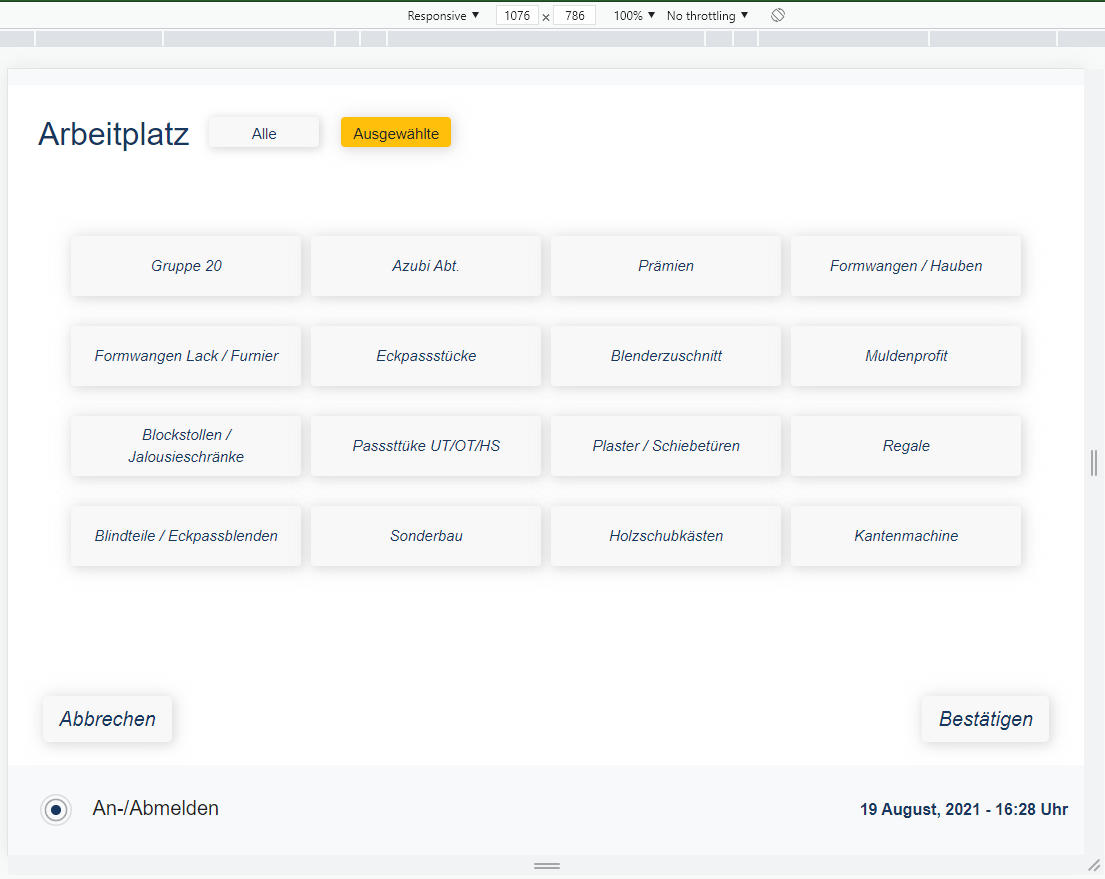 Responsive ▼ 1076 x 786 100% ▼ No throttling ▼
Arbeitplatz Alle Ausgewählte
Gruppe 20 Azubi Abt. Prämien Formwangen / Hauben
Formwangen Lack / Furnier Eckpassstücke Blenderzuschnitt Muldenprofit
Blockstollen /
Jalousieschränke Passsttüke UT/OT/HS Plaster / Schiebetüren Regale
Blindteile / Eckpassblenden Sonderbau Holzschubkästen Kantenmachine
Abbrechen Bestätigen
An-/Abmelden 19 August, 2021 - 16:28 Uhr